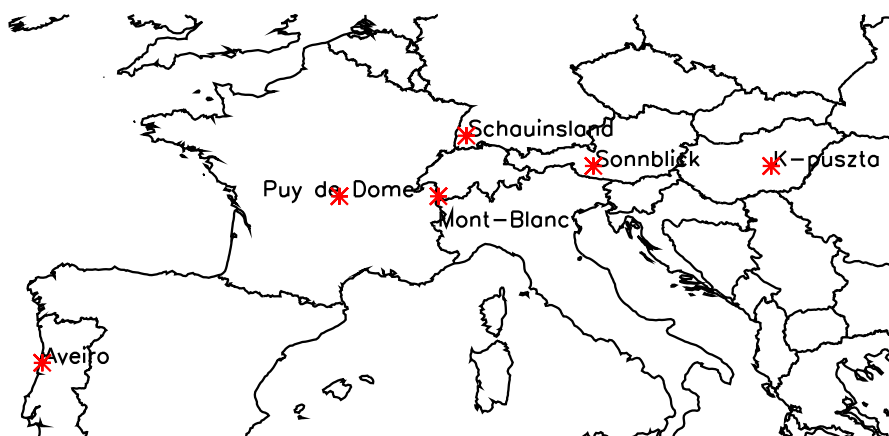 Schauinsland
Sonnblick
K-puszta
Puy de Dome
Mont-Blanc
Aveiro